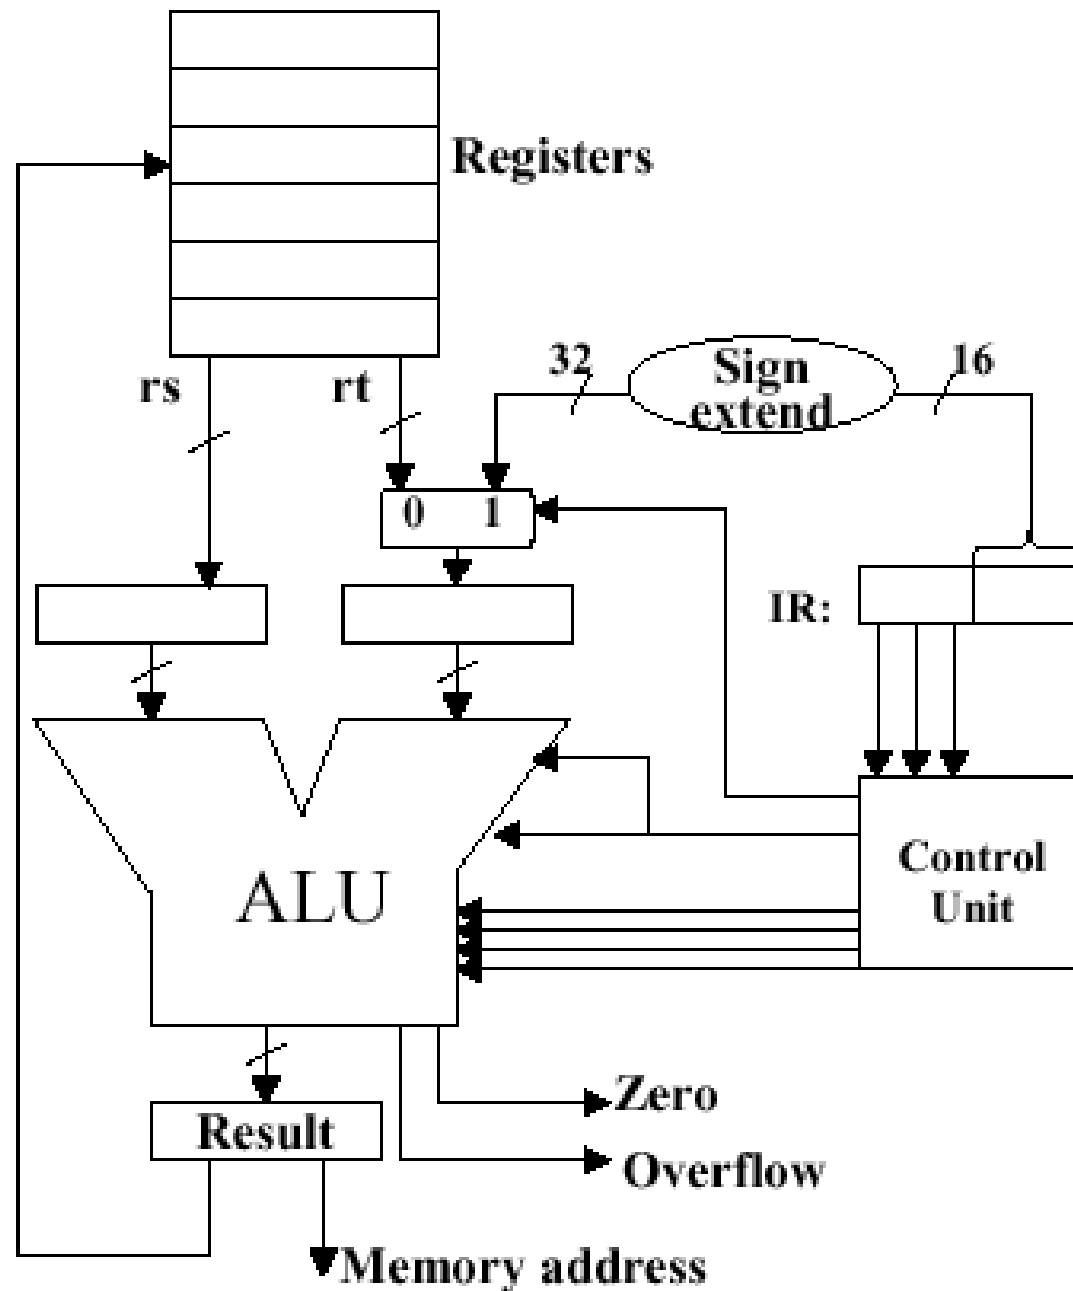 Registers
32
Sign
extend
16
rs
rt
0 1
IR:
ALU
Control
Unit
Zero
Result
Overflow
Memory address